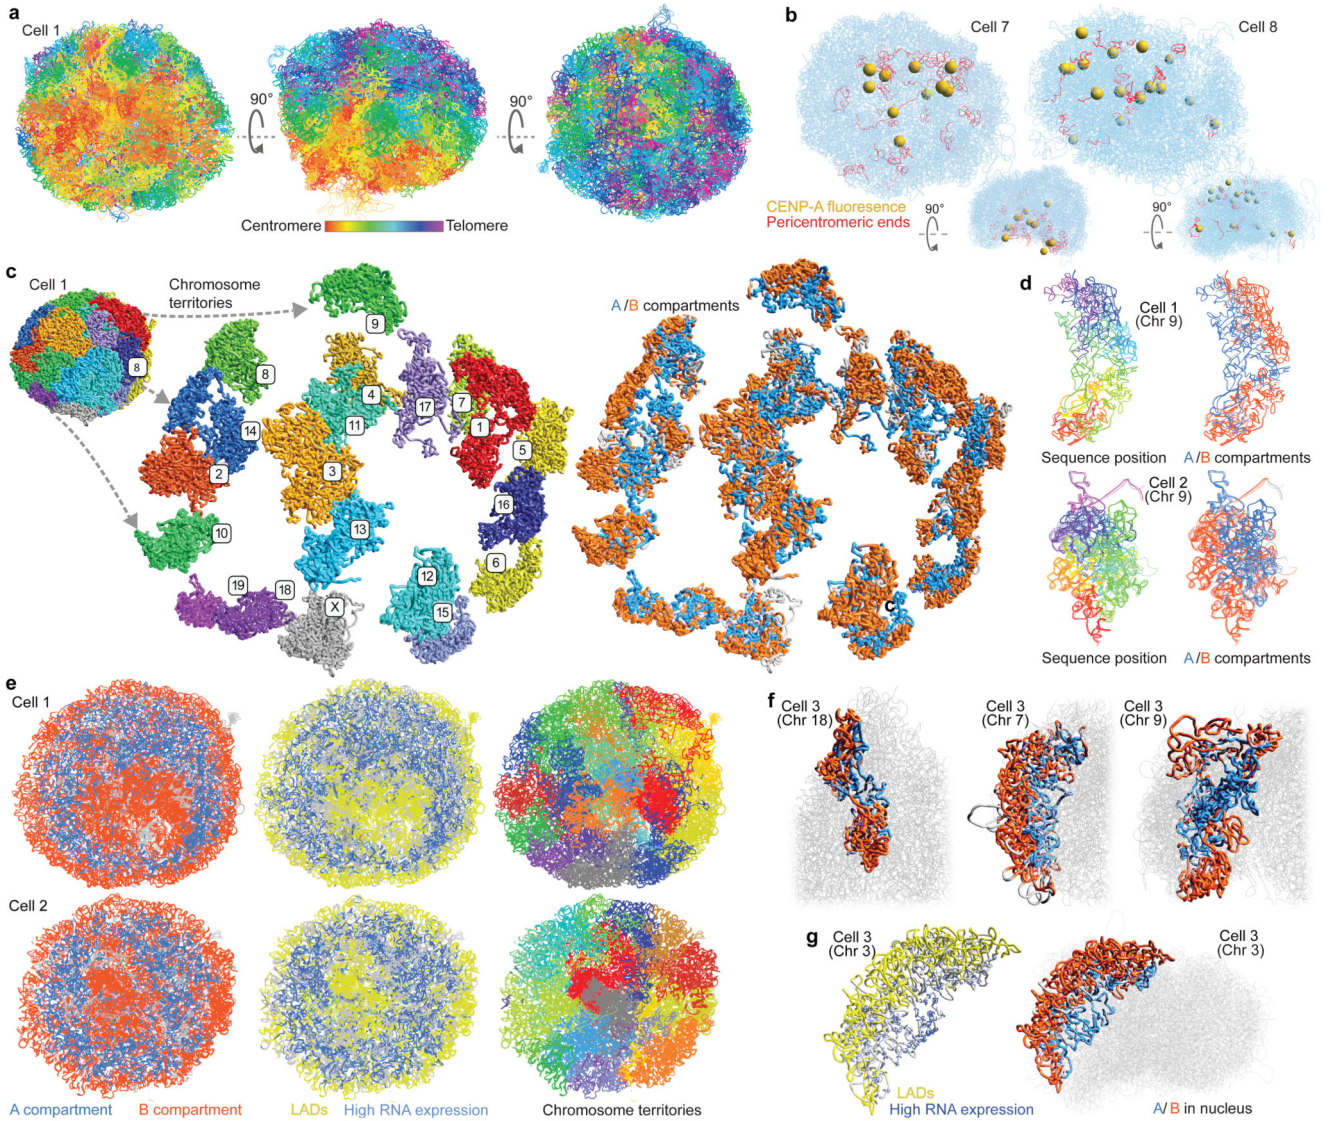 a
Cell 1
90°
90°
Centromere
Telomere
b
Cell 7
Cell 8
CENP-A fluoresence
Pericentromeric ends
90°
90°
c
Cell 1
Chromosome
territories
8
9
8
4
17
7
1
11
14
5
2
3
16
10
13
6
12
19
18
X
15
A/B compartments
c
d
Cell 1
(Chr 9)
Sequence position
A/B compartments
Cell 2
(Chr 9)
Sequence position
A/B compartments
e
Cell 1
Cell 2
A compartment
B compartment
LADs
High RNA expression
Chromosome territories
f
Cell 3
(Chr 18)
Cell 3
(Chr 7)
Cell 3
(Chr 9)
g
Cell 3
(Chr 3)
Cell 3
(Chr 3)
LADs
High RNA expression
A/B in nucleus